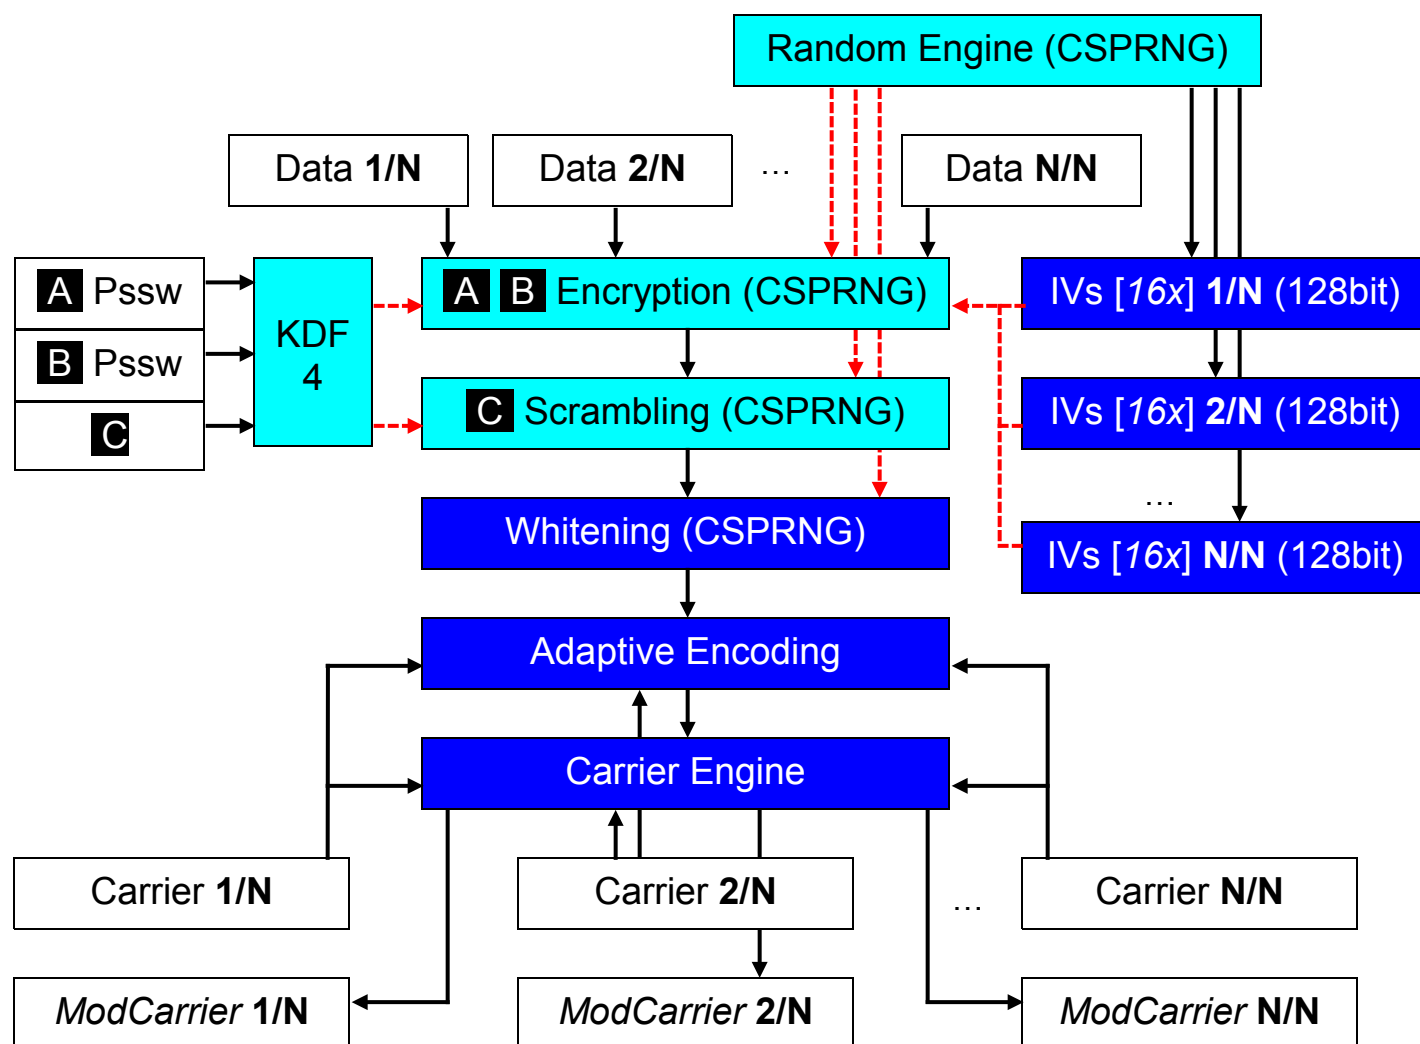 Random Engine (CSPRNG)
Data 1/N
Data 2/N
...
Data N/N
A Pssw
B Pssw
C
KDF
4
A B Encryption (CSPRNG)
IVs [16x] 1/N (128bit)
C Scrambling (CSPRNG)
IVs [16x] 2/N (128bit)
...
Whitening (CSPRNG)
IVs [16x] N/N (128bit)
Adaptive Encoding
Carrier Engine
Carrier 1/N
Carrier 2/N
...
Carrier N/N
ModCarrier 1/N
ModCarrier 2/N
ModCarrier N/N